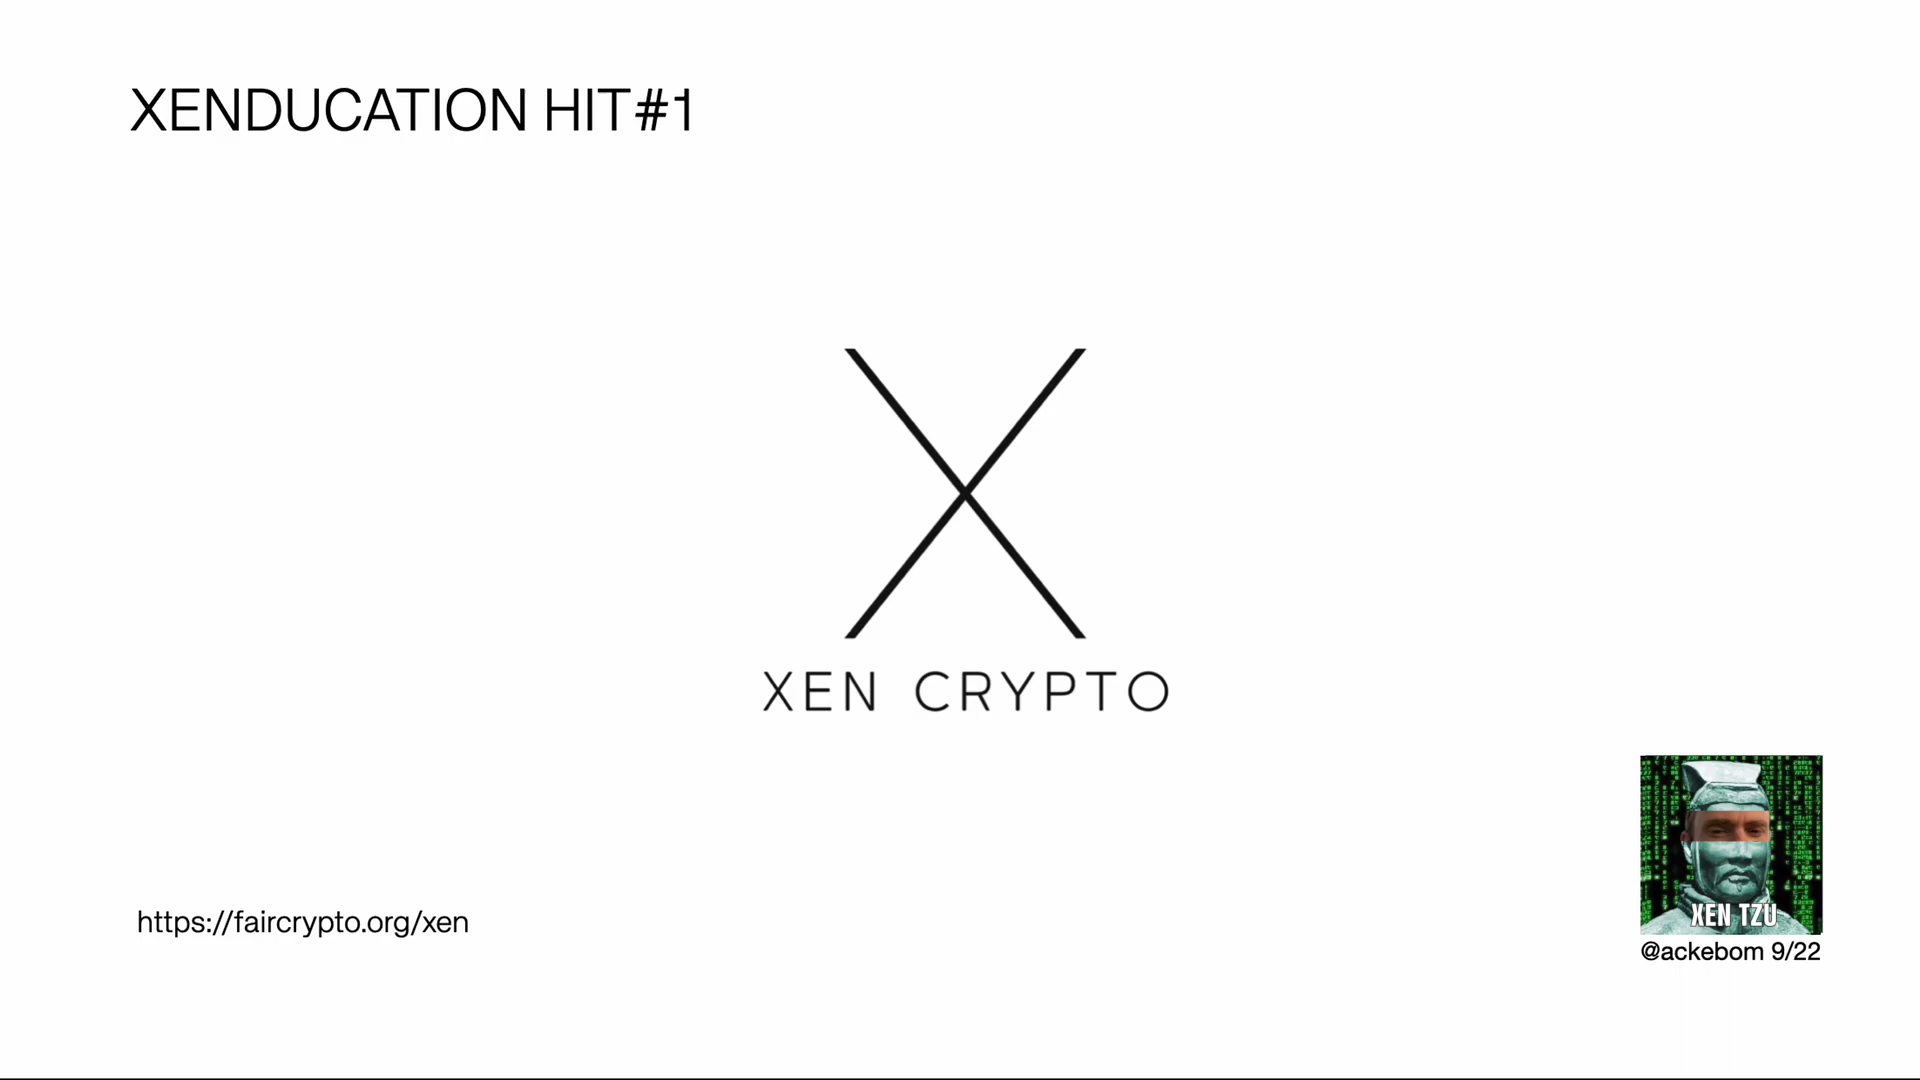 XENDUCATION HIT#1
XEN CRYPTO
XEN TZU
https://faircrypto.org/xen
@ackebom 9/22